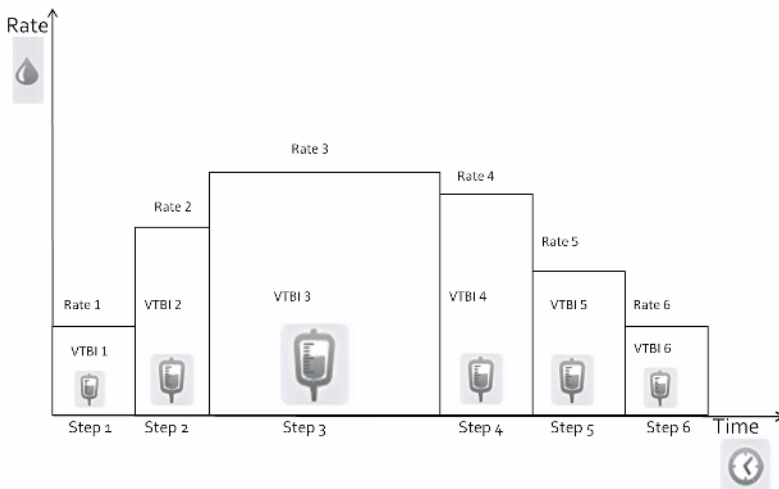 Rate
Rate 3
Rate 4
Rate 2
Rate 5
Rate 1
VTBI 2
VTBI 3
VTBI 4
VTBI 5
Rate 6
VTBI 1
VTBI 6
Step 1
Step 2
Step 3
Step 4
Step 5
Step 6
Time